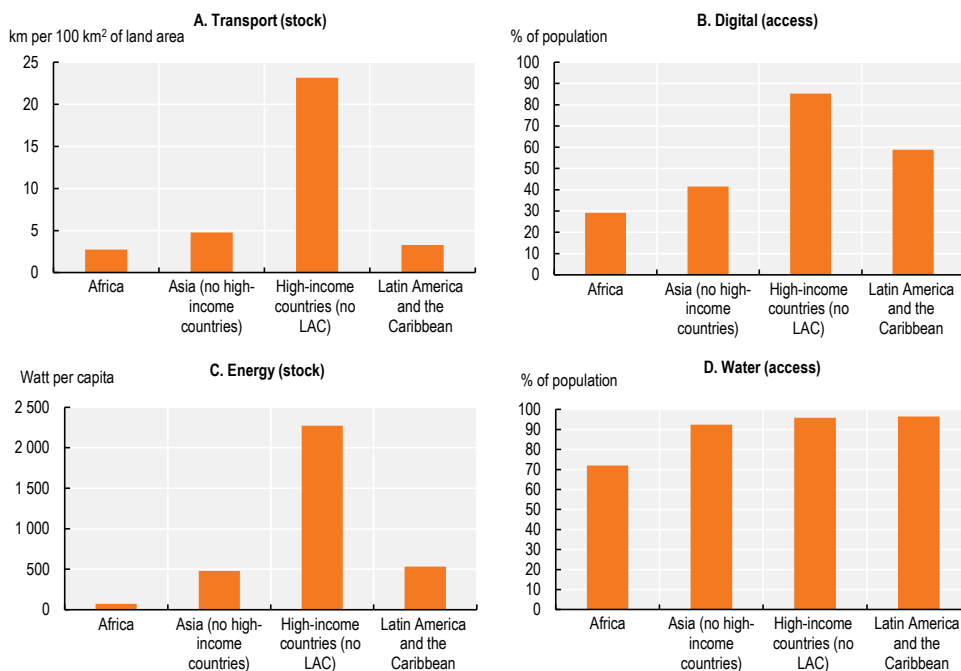 A. Transport (stock)
km per 100 km² of land area
25
20
15
10
5
0
Africa
Asia (no high-
income
countries)
High-income
countries (no
LAC)
Latin America
and the
Caribbean
B. Digital (access)
% of population
100
90
80
70
60
50
40
30
20
10
0
Africa
Asia (no high-
income
countries)
High-income
countries (no
LAC)
Latin America
and the
Caribbean
C. Energy (stock)
Watt per capita
2 500
2 000
1 500
1 000
500
0
Africa
Asia (no high-
income
countries)
High-income
countries (no
LAC)
Latin America
and the
Caribbean
D. Water (access)
% of population
100
90
80
70
60
50
40
30
20
10
0
Africa
Asia (no high-
income
countries)
High-income
countries (no
LAC)
Latin America
and the
Caribbean